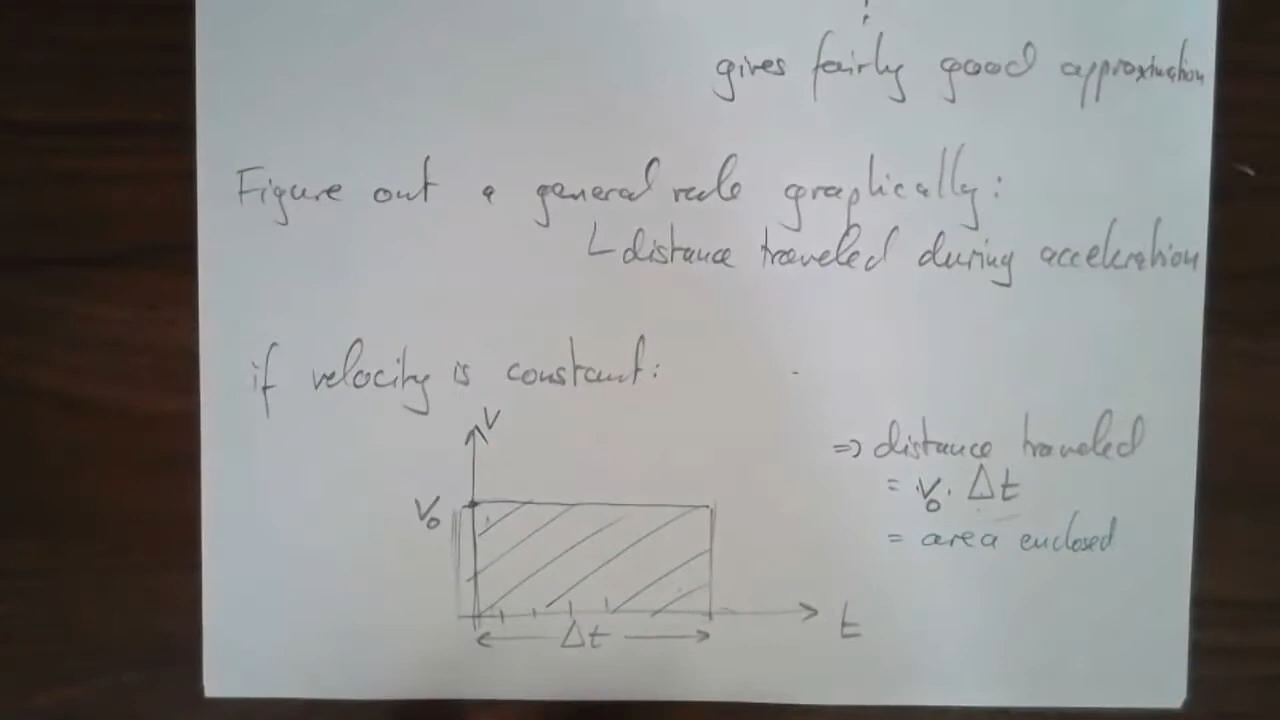 gives fairly good approximation
Figure out a general rule graphically:
distance traveled during acceleration
if velocity is constant:
V
V₀
Δt
t
=> distance traveled
= v₀ · Δt
= area enclosed